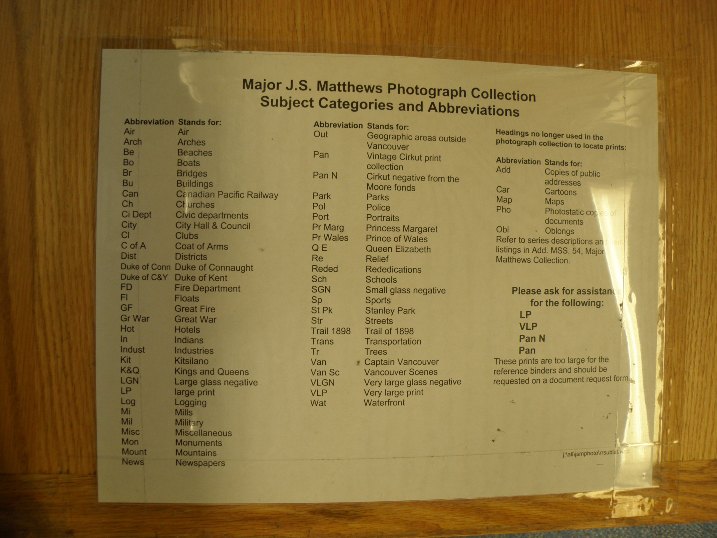 Major J.S. Matthews Photograph Collection
Subject Categories and Abbreviations
Abbreviation Stands for:
Air Air
Arch Arches
Be Beaches
Bo Boats
Br Bridges
Bu Buildings
Can Canadian Pacific Railway
Ch Churches
Ci Dept Civic departments
City City Hall & Council
Cl Clubs
C of A Coat of Arms
Dist Districts
Duke of Conn Duke of Connaught
Duke of C&Y Duke of Kent
FD Fire Department
Fl Floats
GF Great Fire
Gr War Great War
Hot Hotels
In Indians
Indust Industries
Kit Kitsilano
K&Q Kings and Queens
LGN Large glass negative
LP large print
Log Logging
Mi Mills
Mil Military
Misc Miscellaneous
Mon Monuments
Mount Mountains
News Newspapers
Abbreviation Stands for:
Out Geographic areas outside
Vancouver
Pan Vintage Cirkut print
collection
Pan N Cirkut negative from the
Moore fonds
Park Parks
Pol Police
Port Portraits
Pr Marg Princess Margaret
Pr Wales Prince of Wales
Q E Queen Elizabeth
Re Relief
Reded Rededications
Sch Schools
SGN Small glass negative
Sp Sports
St Pk Stanley Park
Str Streets
Trail 1898 Trail of 1898
Trans Transportation
Tr Trees
Van Captain Vancouver
Van Sc Vancouver Scenes
VLGN Very large glass negative
VLP Very large print
Wat Waterfront
Headings no longer used in the
photograph collection to locate prints:
Abbreviation Stands for:
Add Copies of public
addresses
Car Cartoons
Map Maps
Pho Photostatic copies of
documents
Obl Oblongs
Refer to series descriptions and
listings in Add. MSS. 54, Major
Matthews Collection.
Please ask for assistance
for the following:
LP
VLP
Pan N
Pan
These prints are too large for the
reference binders and should be
requested on a document request form.